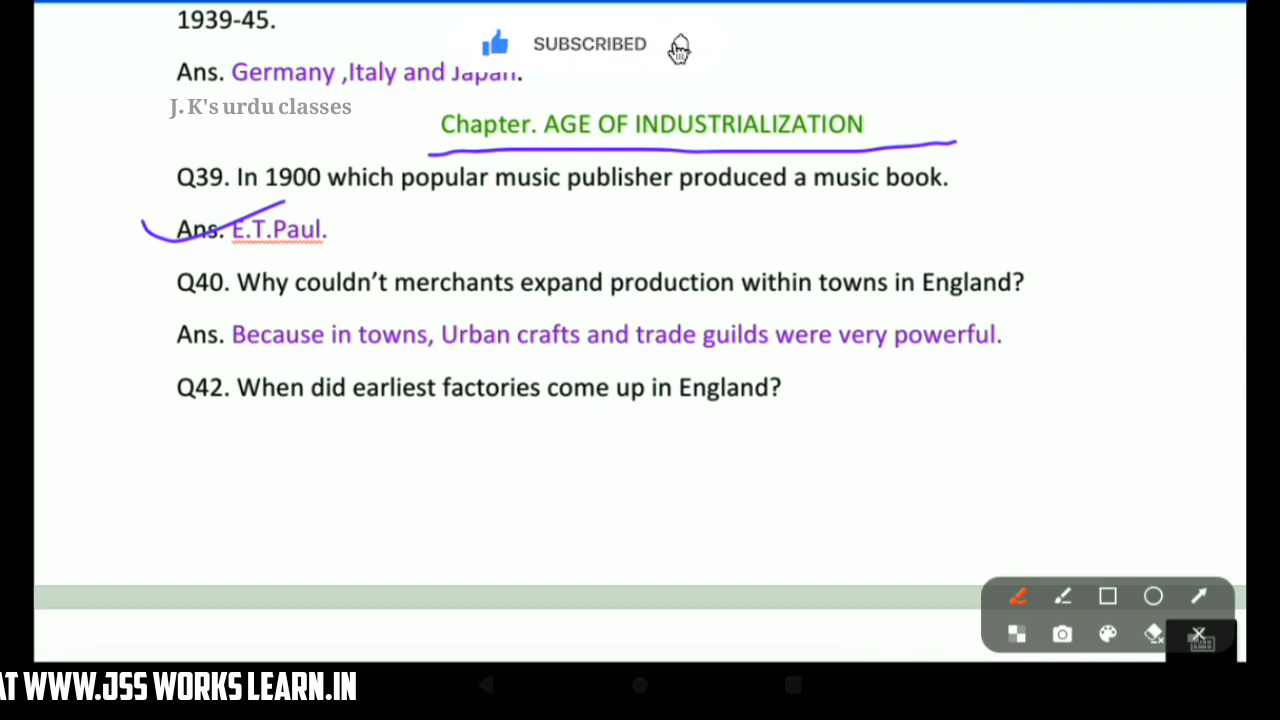 1939-45.
SUBSCRIBED
Ans. Germany ,Italy and Japan.
J.K's urdu classes
Chapter. AGE OF INDUSTRIALIZATION
Q39. In 1900 which popular music publisher produced a music book.
Ans. E.T.Paul.
Q40. Why couldn’t merchants expand production within towns in England?
Ans. Because in towns, Urban crafts and trade guilds were very powerful.
Q42. When did earliest factories come up in England?
AT WWW.JSS WORKS LEARN.IN